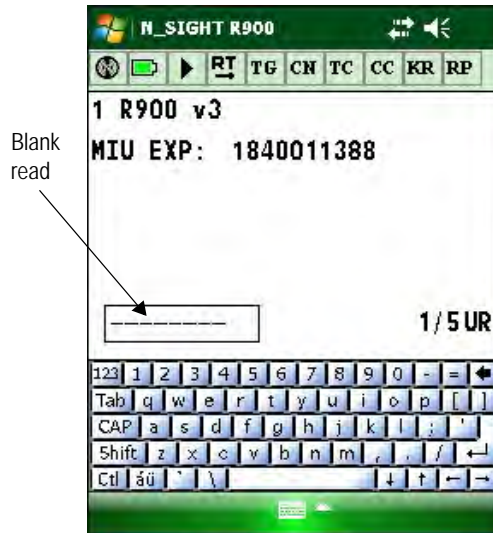 N_SIGHT R900
RT TG CN TC CC KR RP
1 R900 v3
MIU EXP: 1840011388
Blank
read
--------- 1/5 UR
123 1 2 3 4 5 6 7 8 9 0 - =
Tab q w e r t y u i o p [ ]
CAP a s d f g h j k l ; '
Shift z x c v b n m , . /
Ctl áü ` \